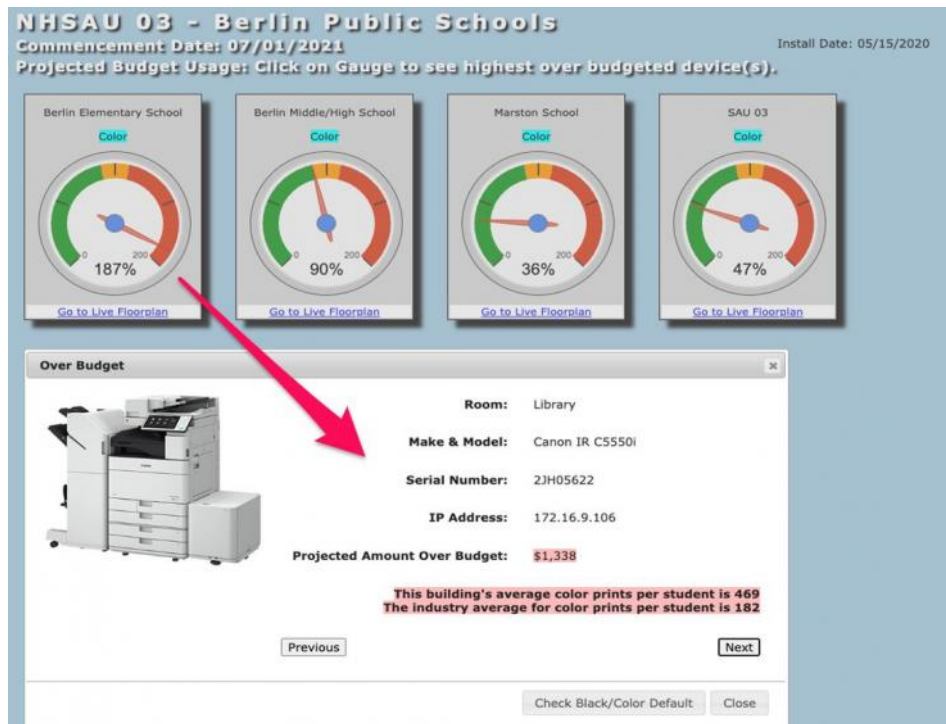 NHSAU 03 - Berlin Public Schools
Commencement Date: 07/01/2021
Install Date: 05/15/2020
Projected Budget Usage: Click on Gauge to see highest over budgeted device(s).
Berlin Elementary School
Color
0 200
187%
Go to Live Floorplan
Berlin Middle/High School
Color
0 200
90%
Go to Live Floorplan
Marston School
Color
0 200
36%
Go to Live Floorplan
SAU 03
Color
0 200
47%
Go to Live Floorplan
Over Budget
Room: Library
Make & Model: Canon IR C5550i
Serial Number: 2JH05622
IP Address: 172.16.9.106
Projected Amount Over Budget: $1,338
This building's average color prints per student is 469
The industry average for color prints per student is 182
Previous
Next
Check Black/Color Default
Close